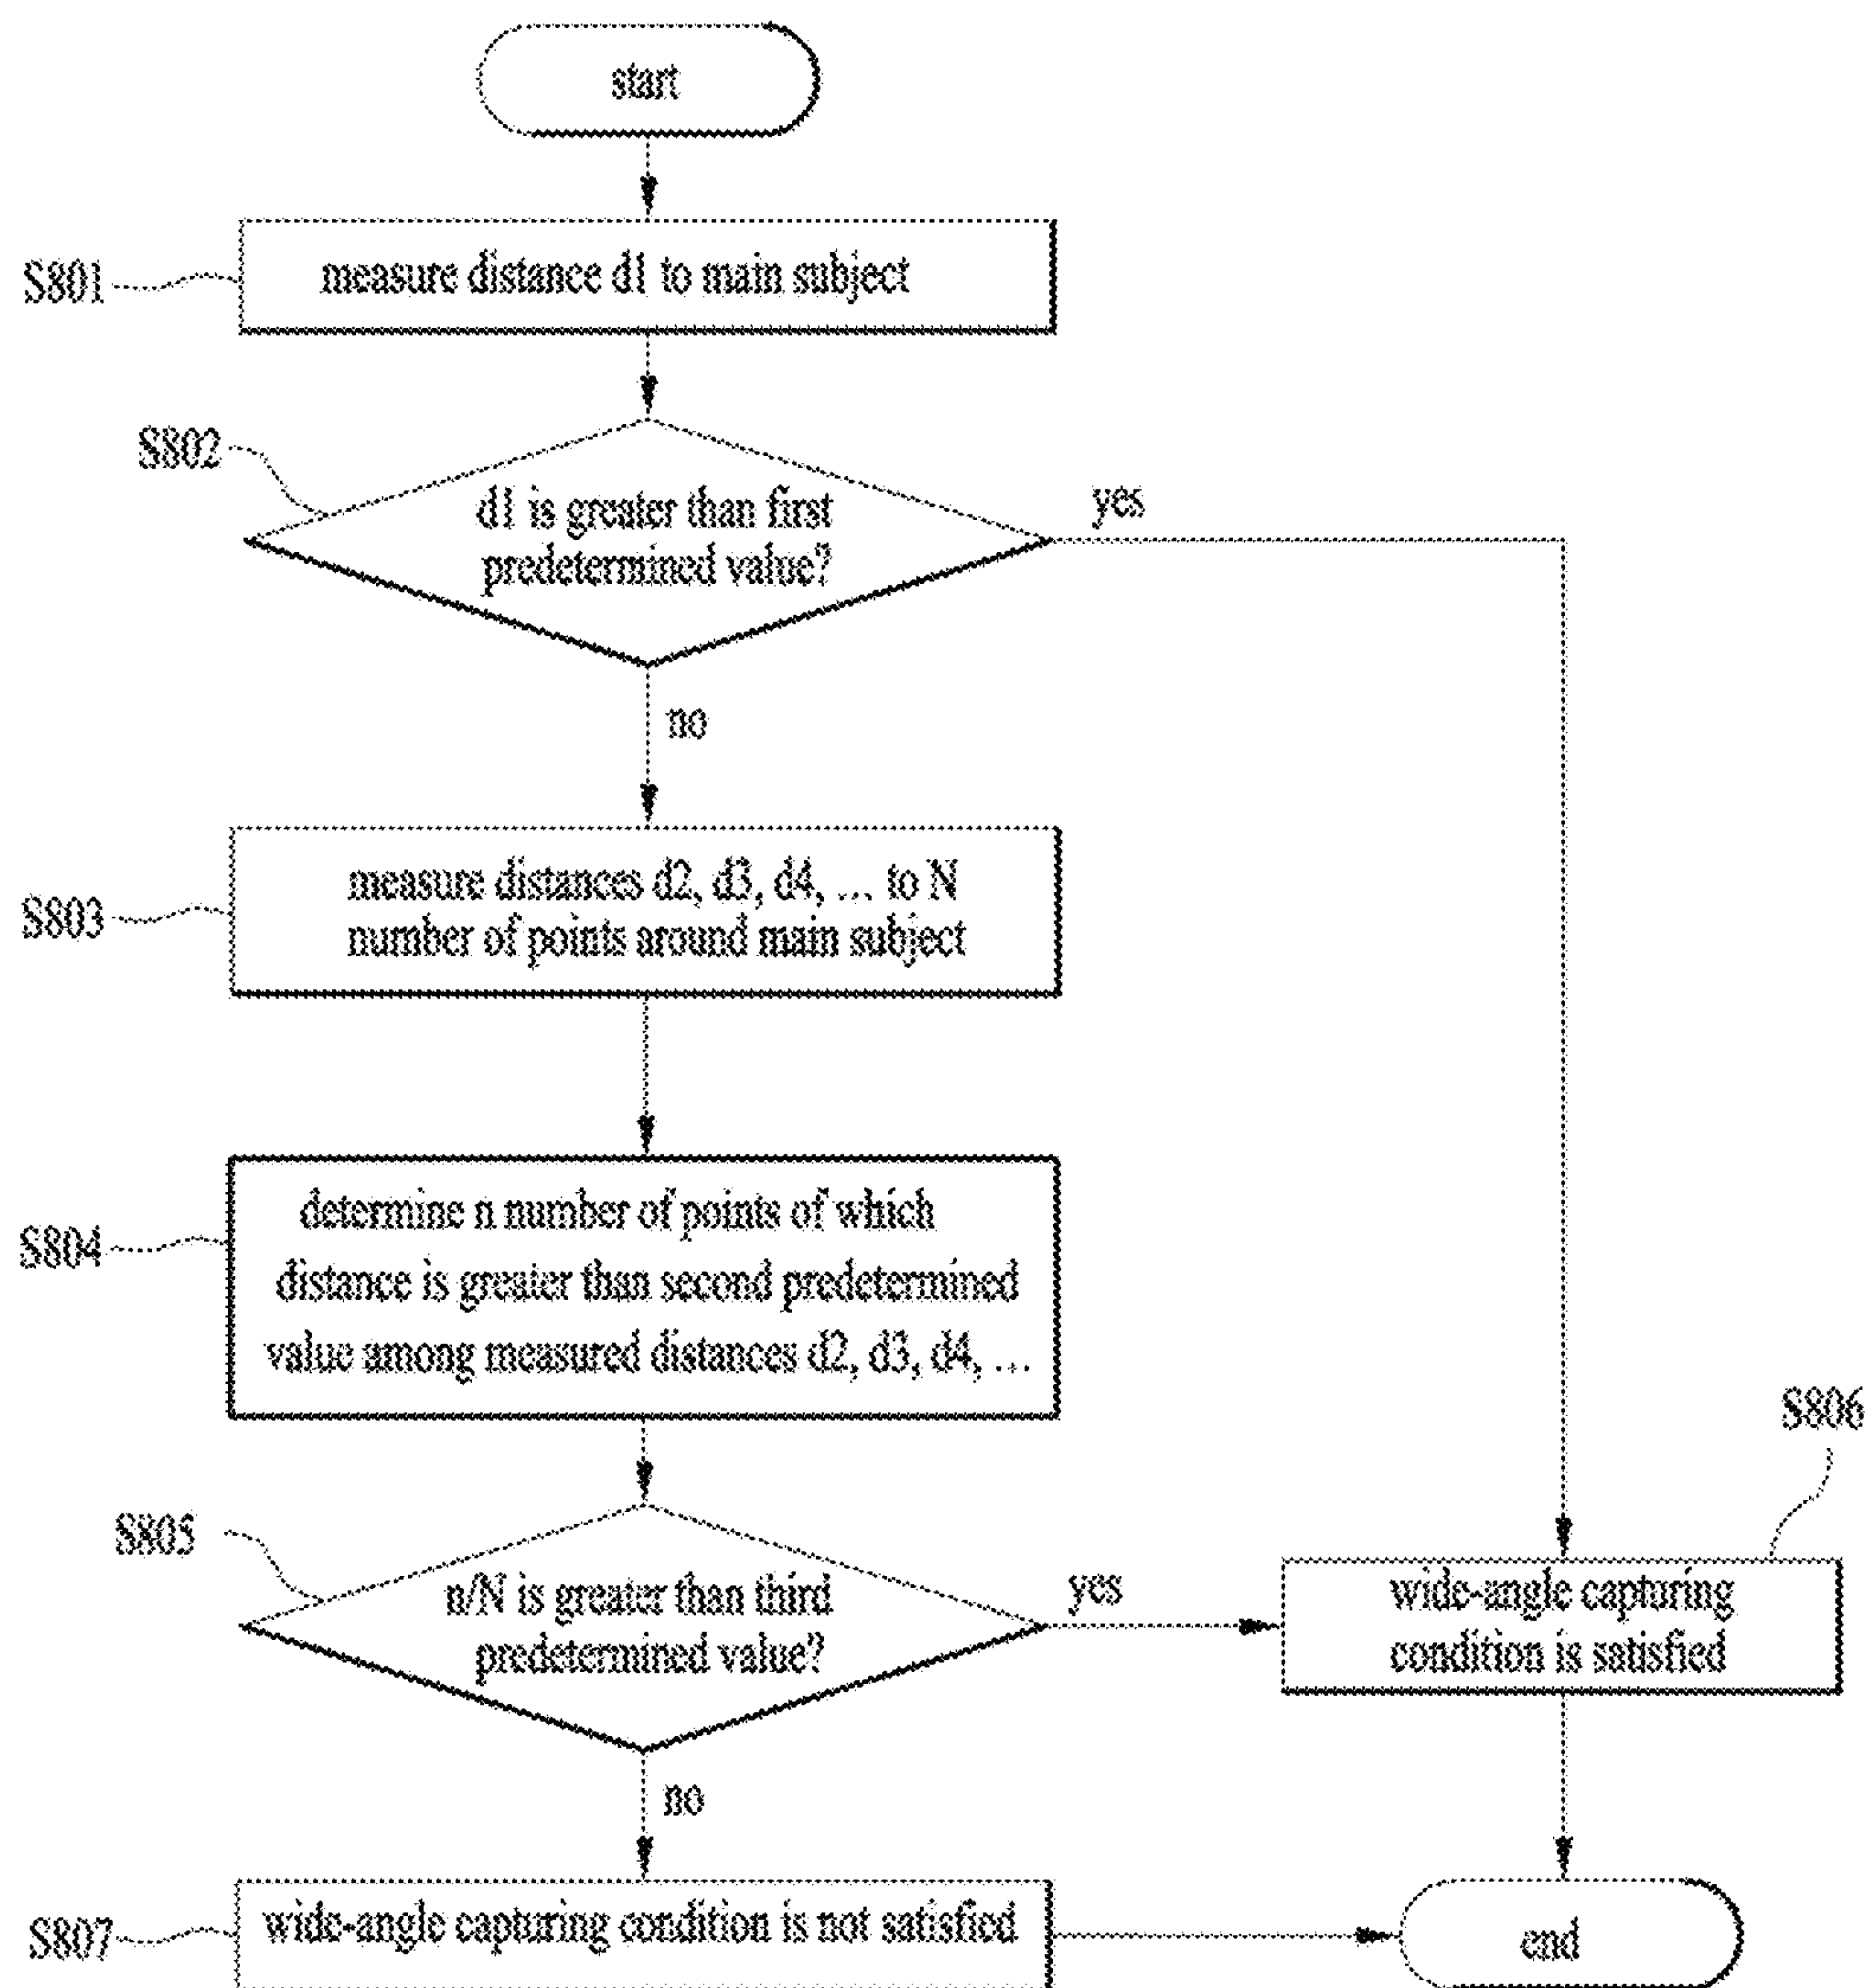 start
S801
measure distance d1 to main subject
S802
d1 is greater than first
predetermined value?
yes
no
S803
measure distances d2, d3, d4, ... to N
number of points around main subject
S804
determine n number of points of which
distance is greater than second predetermined
value among measured distances d2, d3, d4, ...
S805
n/N is greater than third
predetermined value?
yes
S806
wide-angle capturing
condition is satisfied
no
S807
wide-angle capturing condition is not satisfied
end